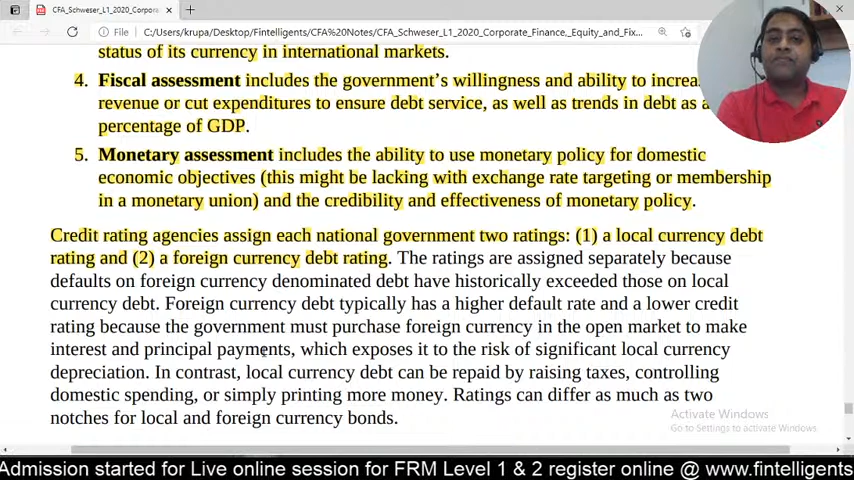 CFA_Schweser_L1_2020_Corpora
C:/Users/krupa/Desktop/Fintelligents/CFA%20Notes/CFA_Schweser_L1_2020_Corporate_Finance,_Equity_and_Fix...
status of its currency in international markets.
4. Fiscal assessment includes the government's willingness and ability to increa
revenue or cut expenditures to ensure debt service, as well as trends in debt as a
percentage of GDP.
5. Monetary assessment includes the ability to use monetary policy for domestic
economic objectives (this might be lacking with exchange rate targeting or membership
in a monetary union) and the credibility and effectiveness of monetary policy.
Credit rating agencies assign each national government two ratings: (1) a local currency debt
rating and (2) a foreign currency debt rating. The ratings are assigned separately because
defaults on foreign currency denominated debt have historically exceeded those on local
currency debt. Foreign currency debt typically has a higher default rate and a lower credit
rating because the government must purchase foreign currency in the open market to make
interest and principal payments, which exposes it to the risk of significant local currency
depreciation. In contrast, local currency debt can be repaid by raising taxes, controlling
domestic spending, or simply printing more money. Ratings can differ as much as two
notches for local and foreign currency bonds.
Activate Windows
Go to Settings to activate Windows.
Admission started for Live online session for FRM Level 1 & 2 register online @ www.fintelligents